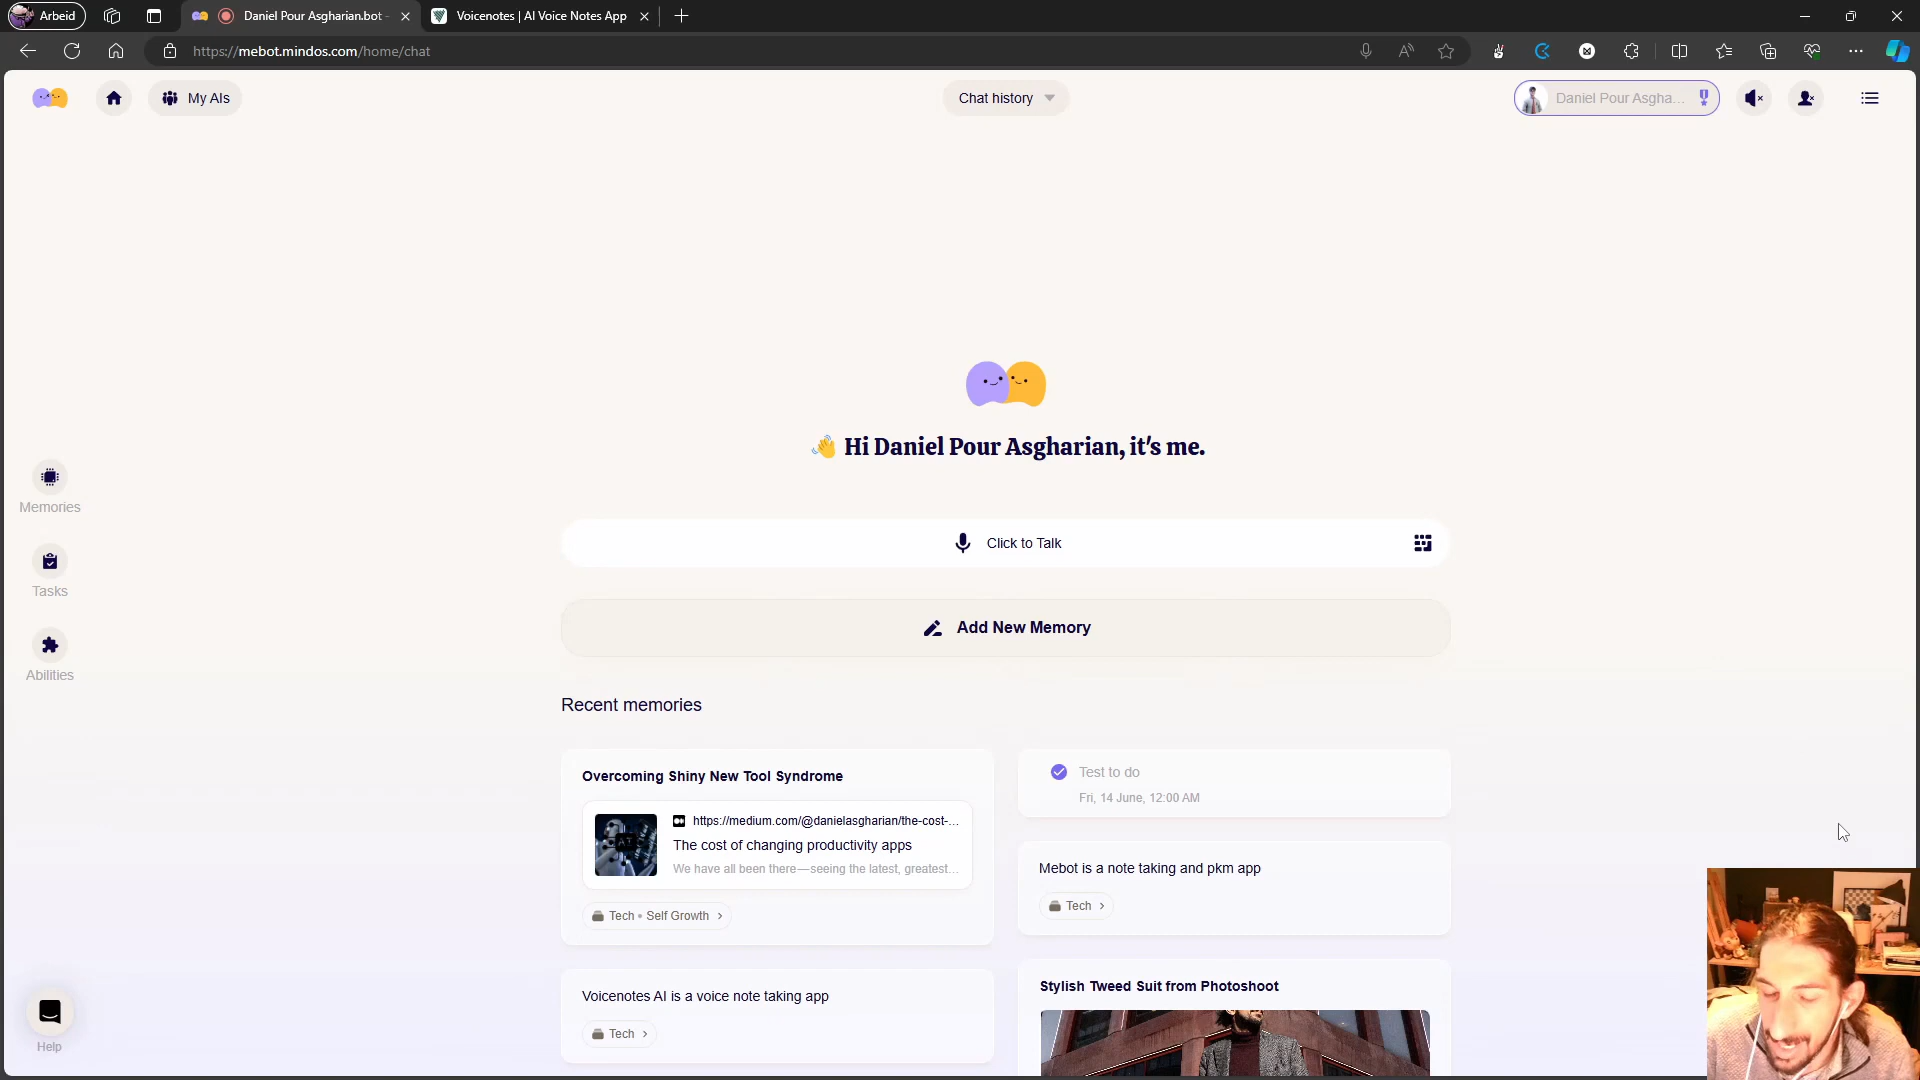 Arbeid
Daniel Pour Asgharian.bot -
Voicenotes | AI Voice Notes App
https://mebot.mindos.com/home/chat
My AIs
Chat history
Daniel Pour Asgha...
👋 Hi Daniel Pour Asgharian, it's me.
Memories
Click to Talk
Tasks
Add New Memory
Abilities
Recent memories
Overcoming Shiny New Tool Syndrome
https://medium.com/@danielasgharian/the-cost-...
The cost of changing productivity apps
We have all been there—seeing the latest, greatest...
Tech • Self Growth
Test to do
Fri, 14 June, 12:00 AM
Mebot is a note taking and pkm app
Tech
Voicenotes AI is a voice note taking app
Tech
Stylish Tweed Suit from Photoshoot
Help